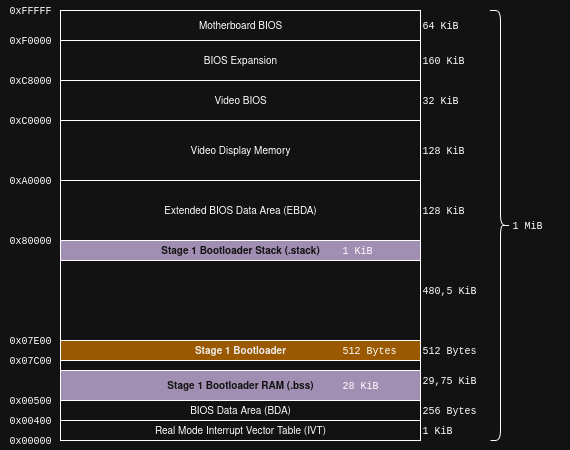 0xFFFFF
Motherboard BIOS 64 KiB
0xF0000
BIOS Expansion 160 KiB
0xC8000
Video BIOS 32 KiB
0xC0000
Video Display Memory 128 KiB
0xA0000
Extended BIOS Data Area (EBDA) 128 KiB
1 MiB
0x80000
Stage 1 Bootloader Stack (.stack) 1 KiB
480,5 KiB
0x07E00
Stage 1 Bootloader 512 Bytes 512 Bytes
0x07C00
29,75 KiB
Stage 1 Bootloader RAM (.bss) 28 KiB
0x00500
BIOS Data Area (BDA) 256 Bytes
0x00400
Real Mode Interrupt Vector Table (IVT) 1 KiB
0x00000